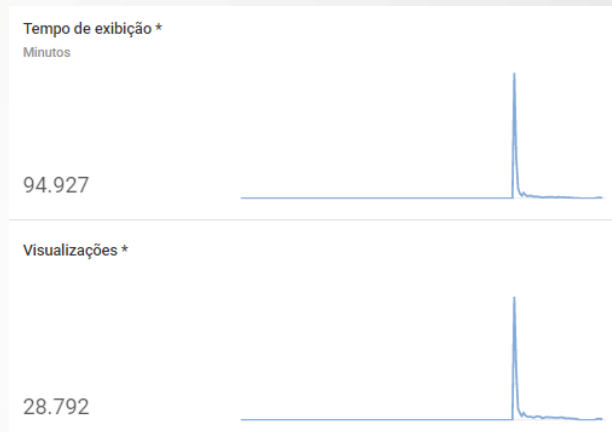 Tempo de exibição *
Minutos
94.927
Visualizações *
28.792